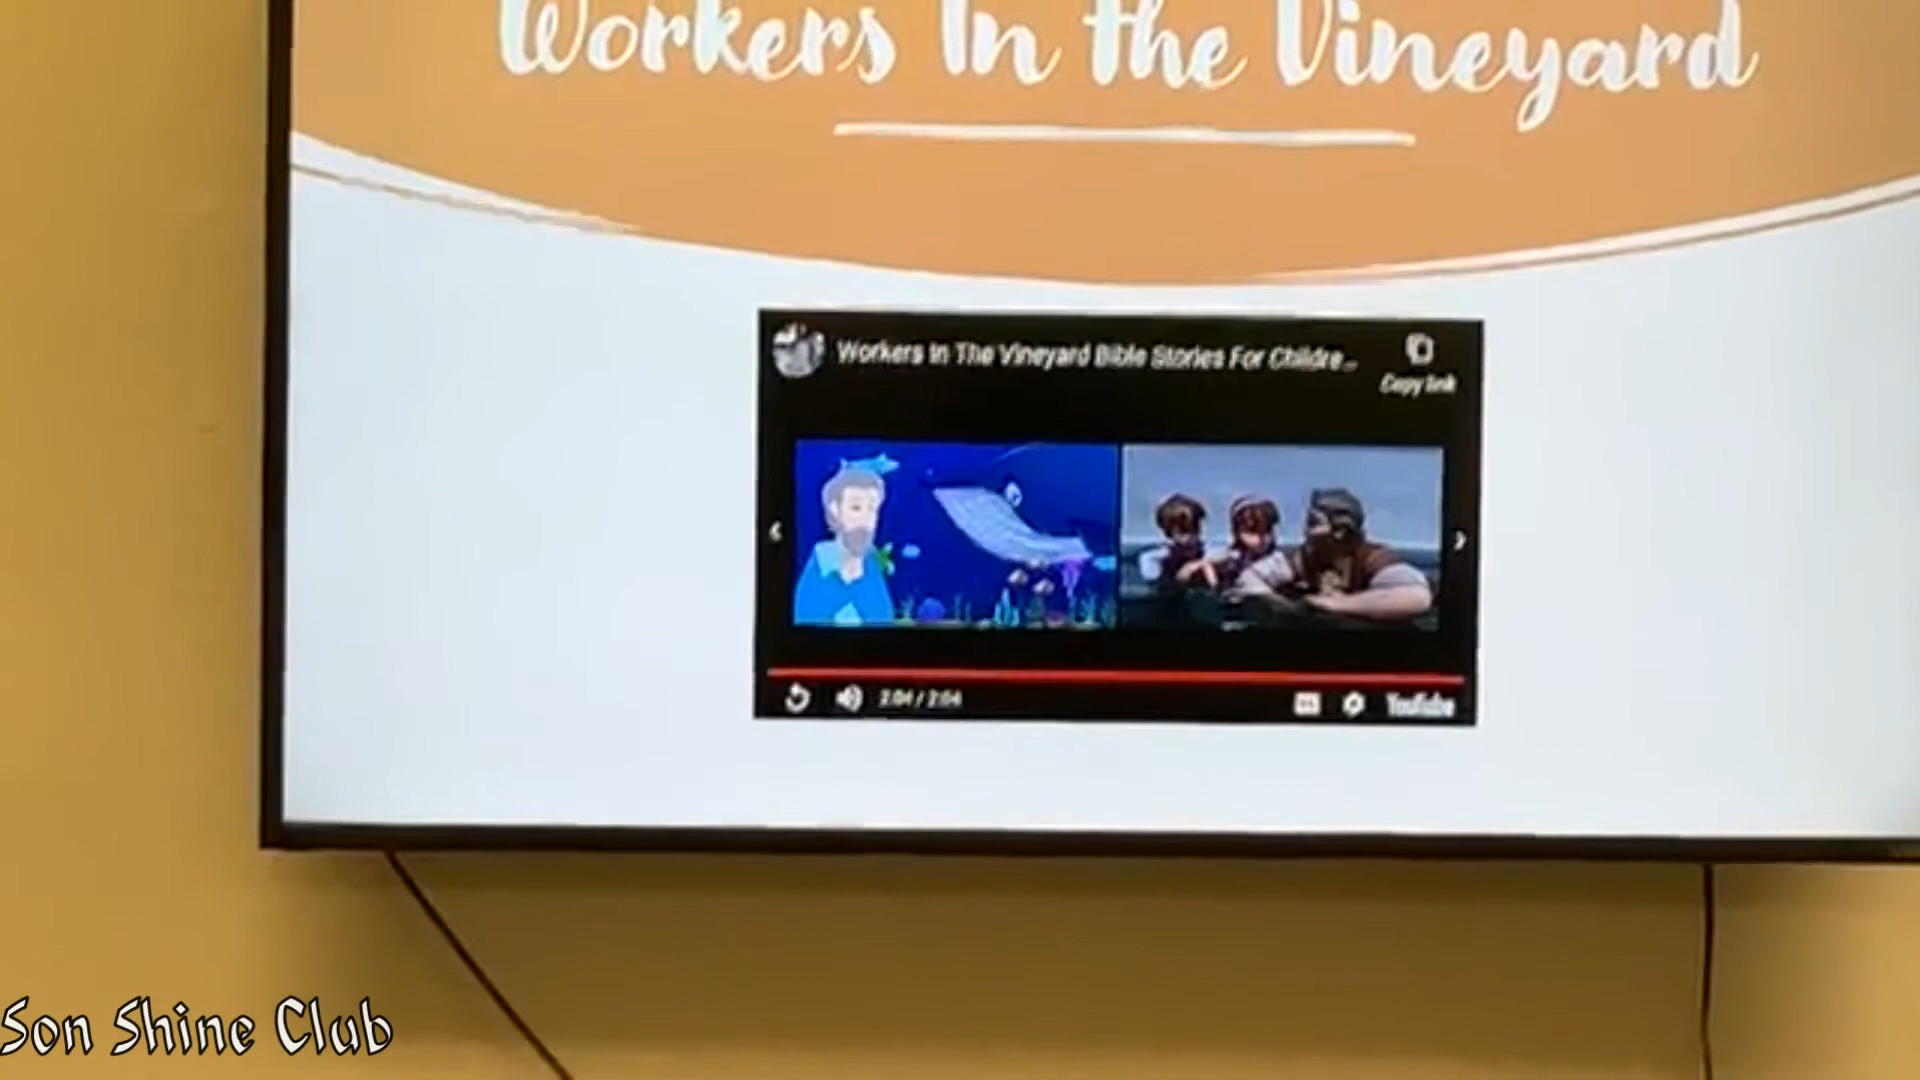 Workers In the Vineyard
Workers In The Vineyard Bible Stories For Childre...
Copy link
2:04 / 2:04
YouTube
Son Shine Club